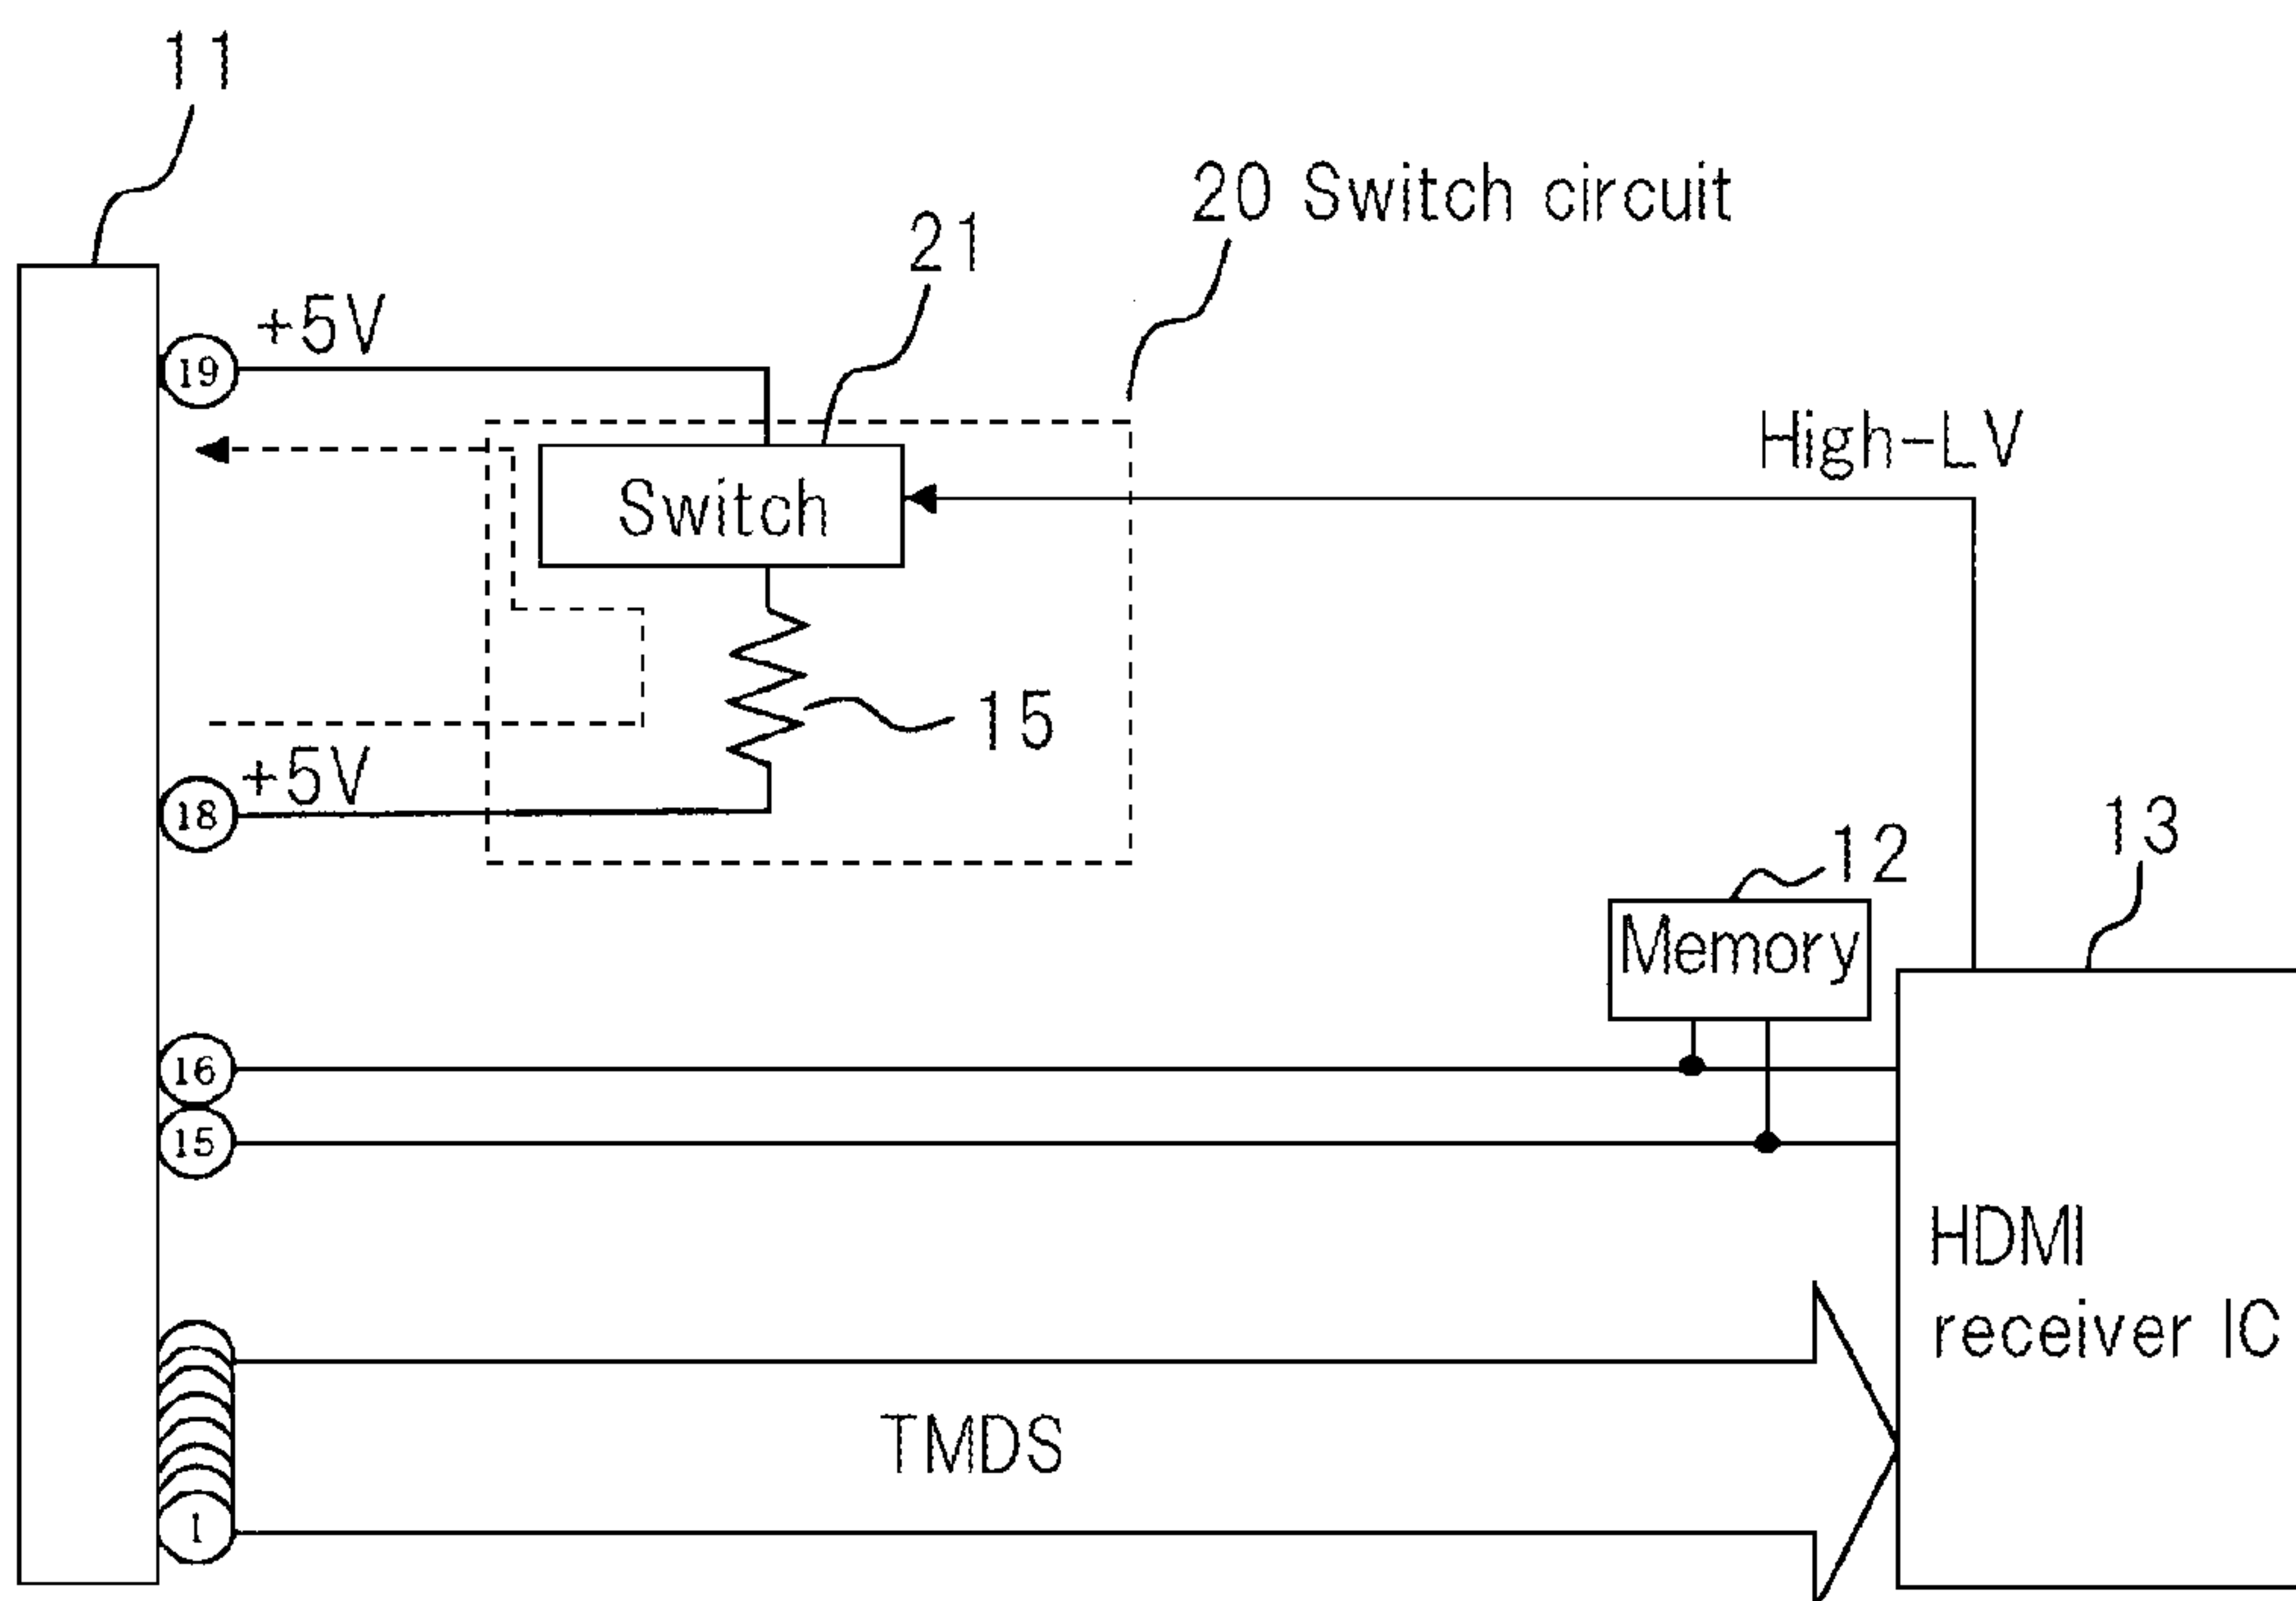 11
20 Switch circuit
21
+5V
19
High-LV
Switch
15
+5V
18
12
13
Memory
16
15
HDMI
receiver IC
TMDS
1